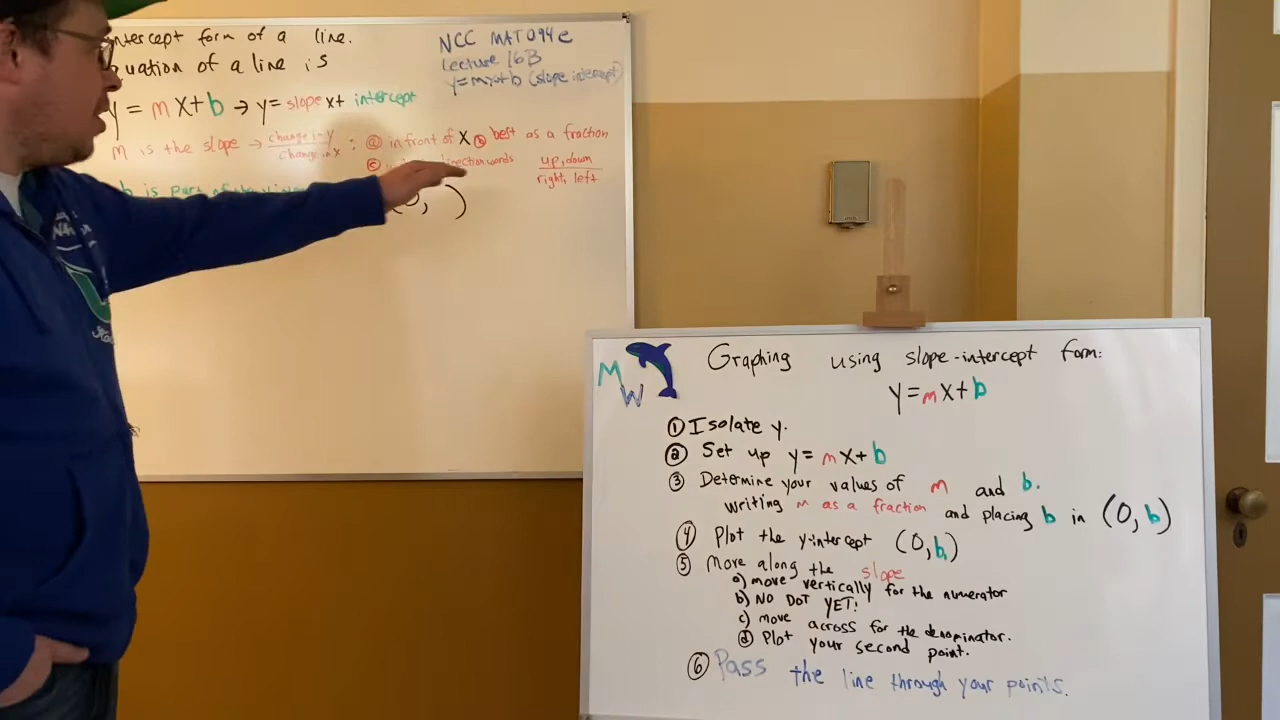 intercept form of a line.
quation of a line is
y = mx+b → y= slope x+ intercept
m is the slope → change in y / change in x : ⓐ in front of x ⓑ best as a fraction
ⓒ direction words up, down / right, left
b is part of the
(0, )
NCC MAT094e
Lecture 16B
y=mx+b (slope intercept)
MW
Graphing using slope-intercept form:
y=mx+b
① Isolate y.
② Set up y=mx+b
③ Determine your values of m and b.
writing m as a fraction and placing b in (0,b)
④ Plot the y-intercept (0,b)
⑤ Move along the slope
a) move vertically for the numerator
b) NO DOT YET!
c) move across for the denominator.
d) Plot your second point.
⑥ Pass the line through your points.